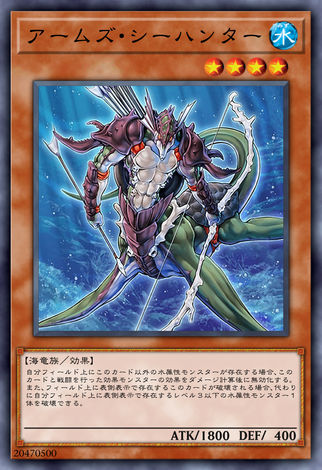 アームズ・シーハンター
水
【海竜族／効果】
自分フィールド上にこのカード以外の水属性モンスターが存在する場合、この
カードと戦闘を行った効果モンスターの効果をダメージ計算後に無効化する。
また、フィールド上に表側表示で存在するこのカードが破壊される場合、代わり
に自分フィールド上に表側表示で存在するレベル３以下の水属性モンスター１
体を破壊できる。
ATK/1800 DEF/ 400
20470500